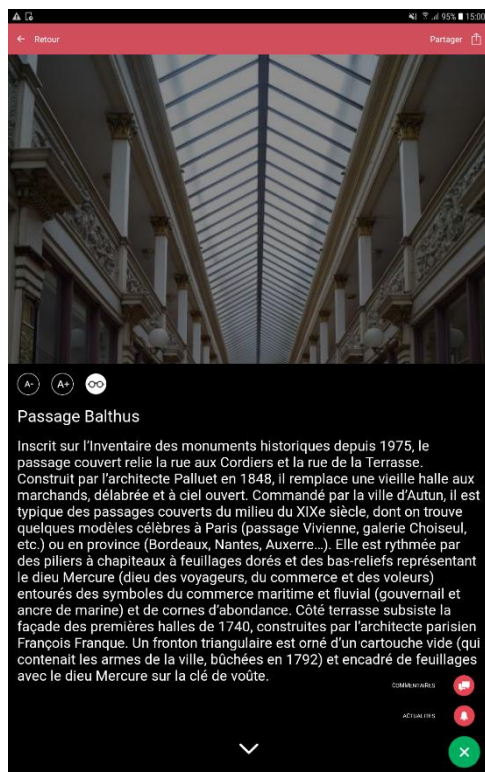 95% 15:00
← Retour
Partager
A- A+
Passage Balthus
Inscrit sur l'Inventaire des monuments historiques depuis 1975, le
passage couvert relie la rue aux Cordiers et la rue de la Terrasse.
Construit par l'architecte Palluet en 1848, il remplace une vieille halle aux
marchands, délabrée et à ciel ouvert. Commandé par la ville d'Autun, il est
typique des passages couverts du milieu du XIXe siècle, dont on trouve
quelques modèles célèbres à Paris (passage Vivienne, galerie Choiseul,
etc.) ou en province (Bordeaux, Nantes, Auxerre...). Elle est rythmée par
des piliers à chapiteaux à feuillages dorés et des bas-reliefs représentant
le dieu Mercure (dieu des voyageurs, du commerce et des voleurs)
entourés des symboles du commerce maritime et fluvial (gouvernail et
ancre de marine) et de cornes d'abondance. Côté terrasse subsiste la
façade des premières halles de 1740, construites par l'architecte parisien
François Franque. Un fronton triangulaire est orné d'un cartouche vide (qui
contenait les armes de la ville, bûchées en 1792) et encadré de feuillages
avec le dieu Mercure sur la clé de voûte.
COMMENTAIRES
ACTUALITÉS